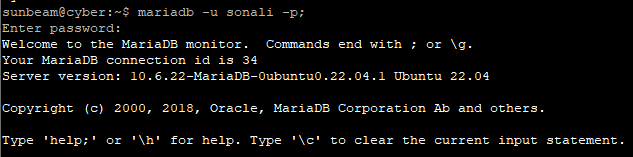 sunbeam@cyber:~$ mariadb -u sonali -p;
Enter password:
Welcome to the MariaDB monitor.  Commands end with ; or \g.
Your MariaDB connection id is 34
Server version: 10.6.22-MariaDB-0ubuntu0.22.04.1 Ubuntu 22.04
Copyright (c) 2000, 2018, Oracle, MariaDB Corporation Ab and others.
Type 'help;' or '\h' for help. Type '\c' to clear the current input statement.